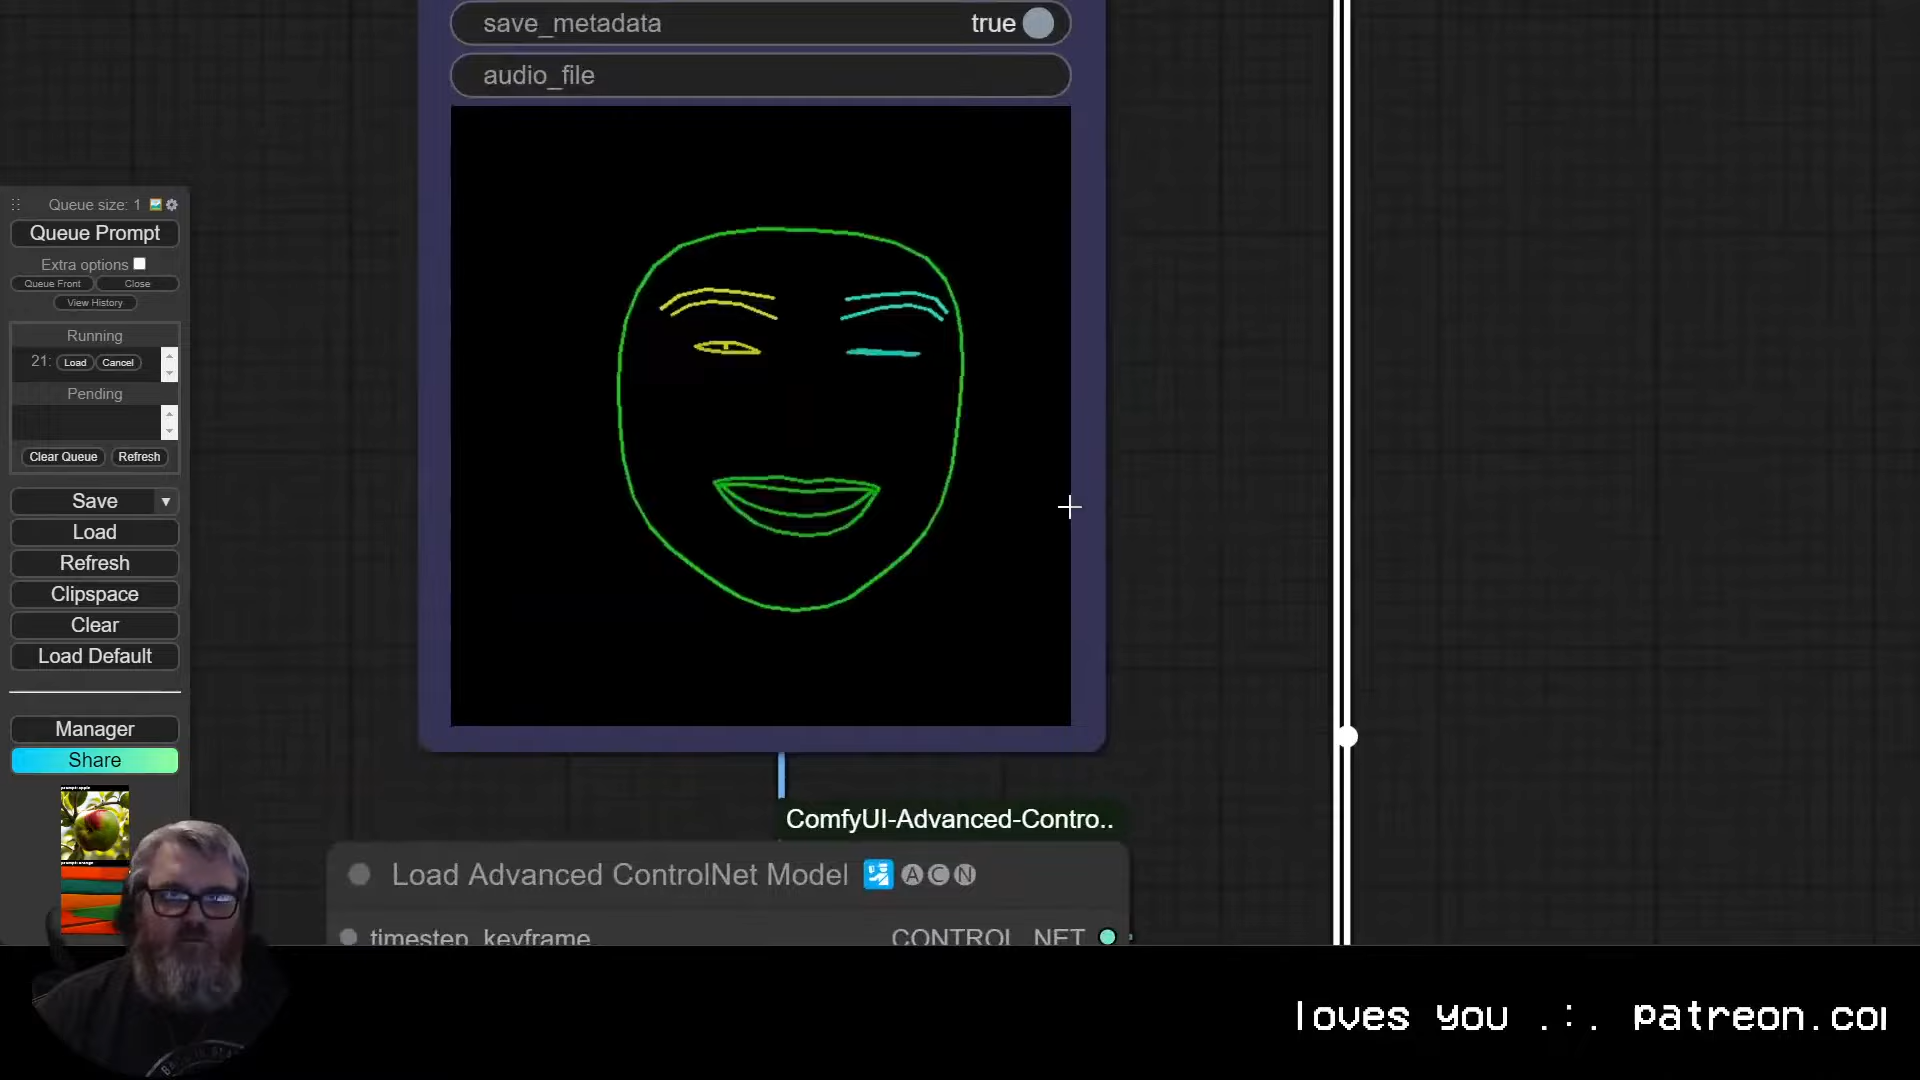 save_metadata true
audio_file
Queue size: 1
Queue Prompt
Extra options
Queue Front Close
View History
Running
21: Load Cancel
Pending
Clear Queue Refresh
Save ▼
Load
Refresh
Clipspace
Clear
Load Default
Manager
Share
ComfyUI-Advanced-Contro..
Load Advanced ControlNet Model A C N
timestep_keyframe CONTROL_NET
loves you .:. patreon.co